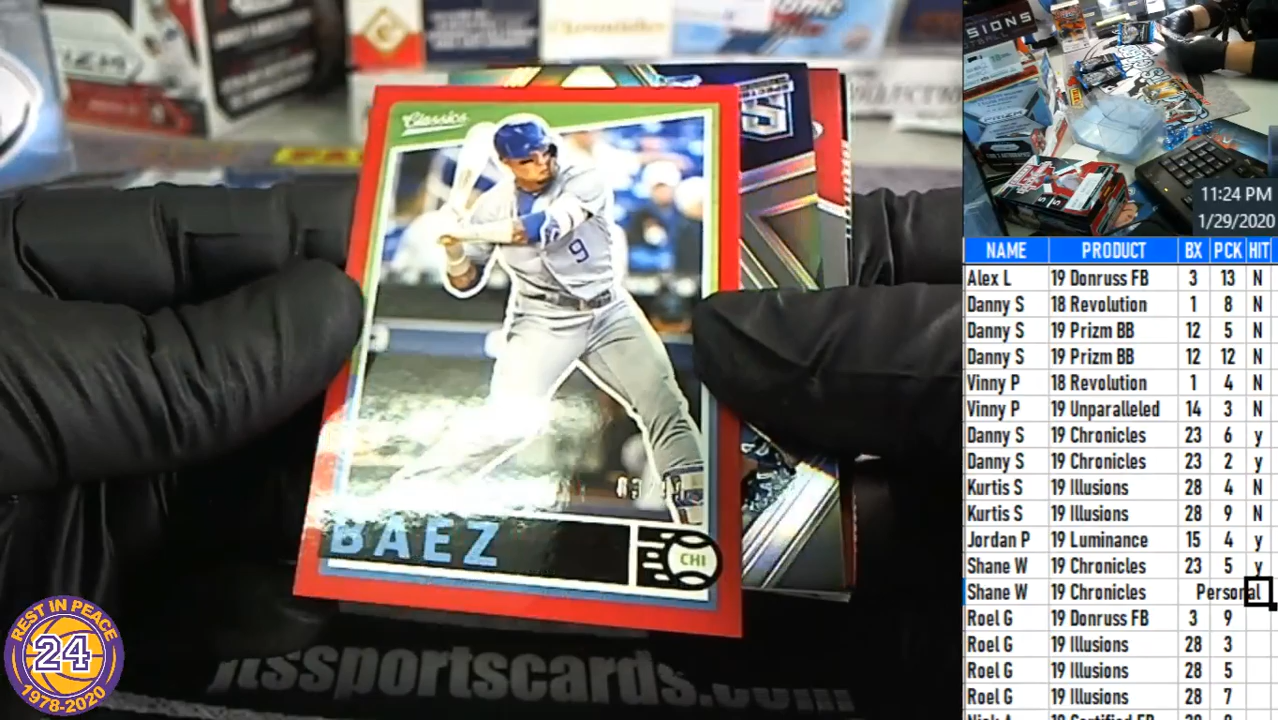 Chronicles
PRIZM
Classics
9
BAEZ
CHI
tssportscards.com
REST IN PEACE
24
1978-2020
SIONS
11:24 PM
1/29/2020
NAME PRODUCT BX PCK HIT
Alex L 19 Donruss FB 3 13 N
Danny S 18 Revolution 1 8 N
Danny S 19 Prizm BB 12 5 N
Danny S 19 Prizm BB 12 12 N
Vinny P 18 Revolution 1 4 N
Vinny P 19 Unparalleled 14 3 N
Danny S 19 Chronicles 23 6 y
Danny S 19 Chronicles 23 2 y
Kurtis S 19 Illusions 28 4 N
Kurtis S 19 Illusions 28 9 N
Jordan P 19 Luminance 15 4 y
Shane W 19 Chronicles 23 5 y
Shane W 19 Chronicles Personal
Roel G 19 Donruss FB 3 9
Roel G 19 Illusions 28 3
Roel G 19 Illusions 28 5
Roel G 19 Illusions 28 7